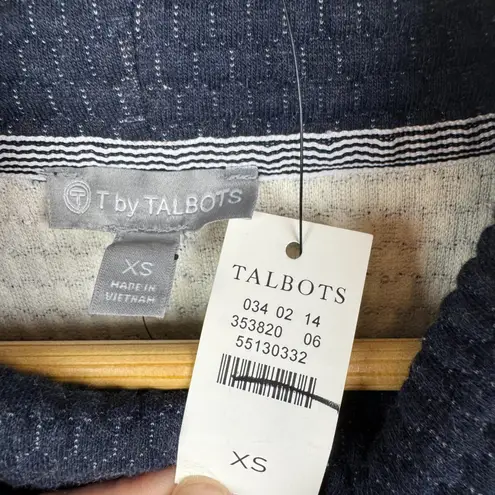 T by TALBOTS
XS
MADE IN
VIETNAM
TALBOTS
034 02 14
353820 06
55130332
XS